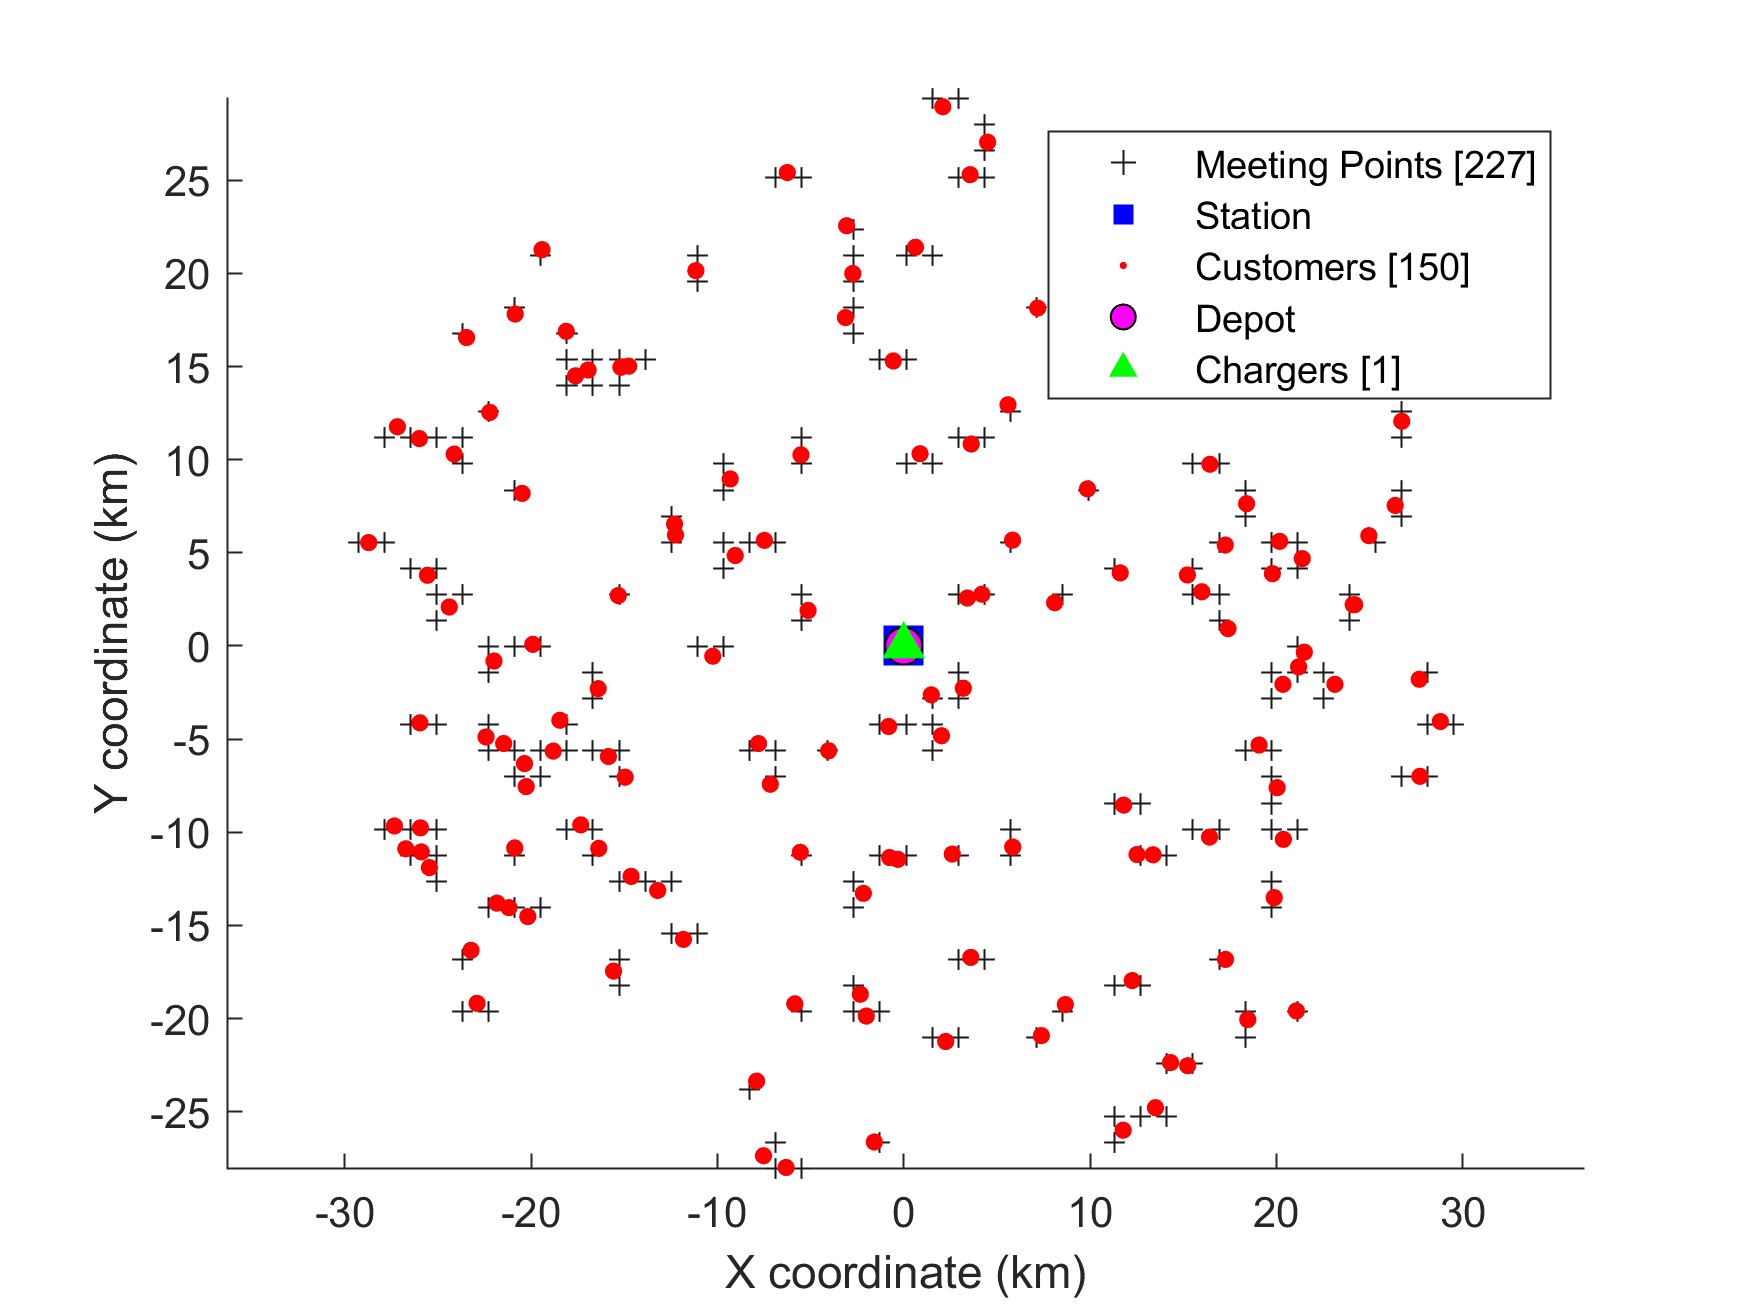 Meeting Points [227]
Station
Customers [150]
Depot
Chargers [1]
25
20
15
10
5
0
-5
-10
-15
-20
-25
Y coordinate (km)
-30 -20 -10 0 10 20 30
X coordinate (km)